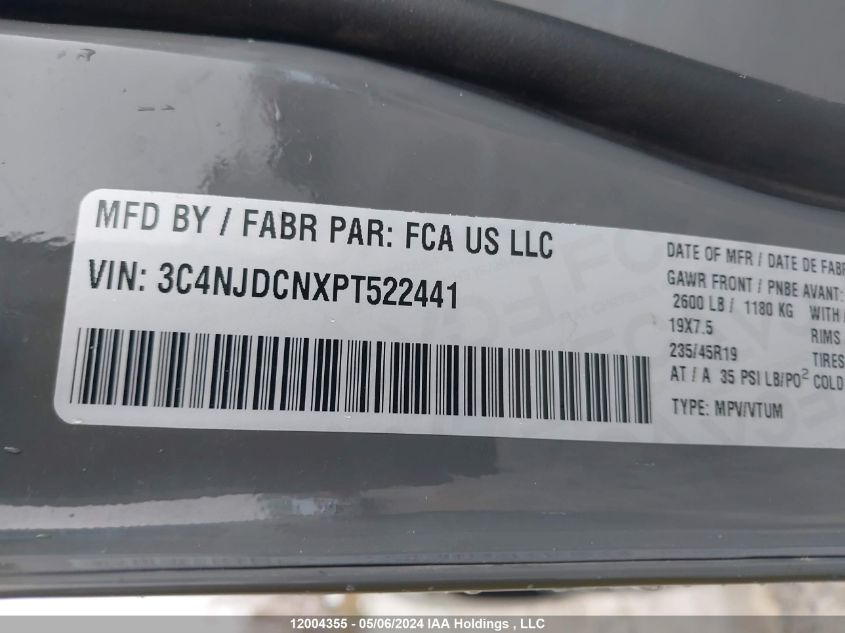 MFD BY / FABR PAR: FCA US LLC
VIN: 3C4NJDCNXPT522441
DATE OF MFR / DATE DE FABR
GAWR FRONT / PNBE AVANT:
2600 LB / 1180 KG WITH
19X7.5 RIMS
235/45R19 TIRES
AT / A 35 PSI LB/PO² COLD
TYPE: MPV/VTUM
12004355 - 05/06/2024 IAA Holdings , LLC